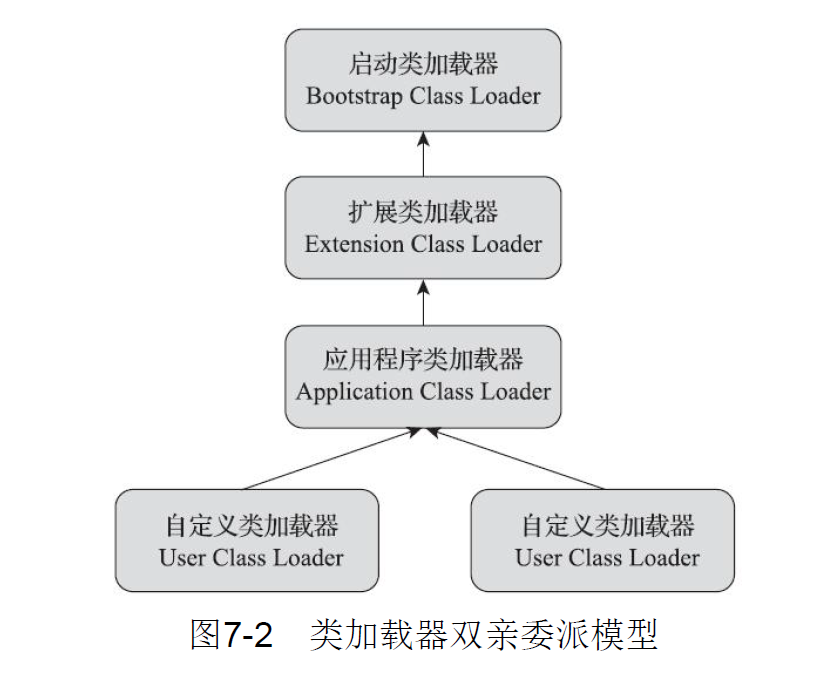 启动类加载器
Bootstrap Class Loader
扩展类加载器
Extension Class Loader
应用程序类加载器
Application Class Loader
自定义类加载器
User Class Loader
自定义类加载器
User Class Loader
图7-2 类加载器双亲委派模型